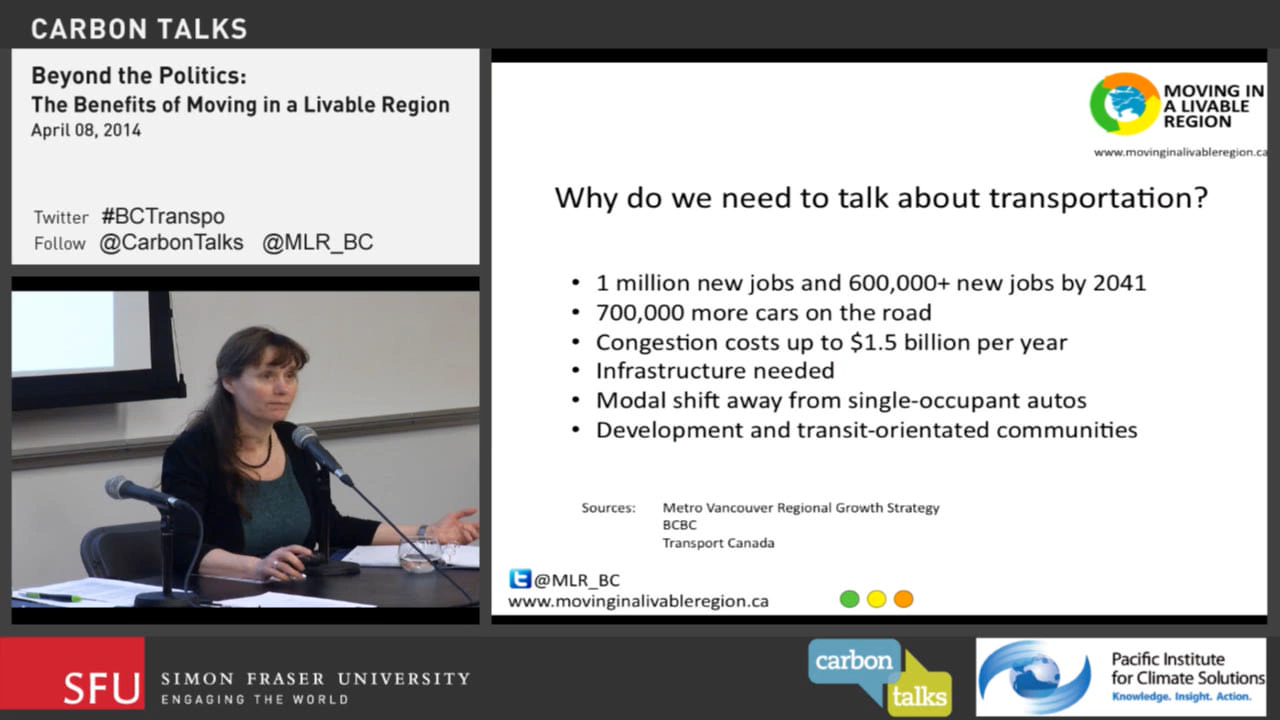 CARBON TALKS
Beyond the Politics:
The Benefits of Moving in a Livable Region
April 08, 2014
Twitter #BCTranspo
Follow @CarbonTalks @MLR_BC
MOVING IN
A LIVABLE
REGION
www.movinginalivableregion.ca
Why do we need to talk about transportation?
• 1 million new jobs and 600,000+ new jobs by 2041
• 700,000 more cars on the road
• Congestion costs up to $1.5 billion per year
• Infrastructure needed
• Modal shift away from single-occupant autos
• Development and transit-orientated communities
Sources: Metro Vancouver Regional Growth Strategy
BCBC
Transport Canada
@MLR_BC
www.movinginalivableregion.ca
SFU SIMON FRASER UNIVERSITY
ENGAGING THE WORLD
carbon
talks
Pacific Institute
for Climate Solutions
Knowledge. Insight. Action.